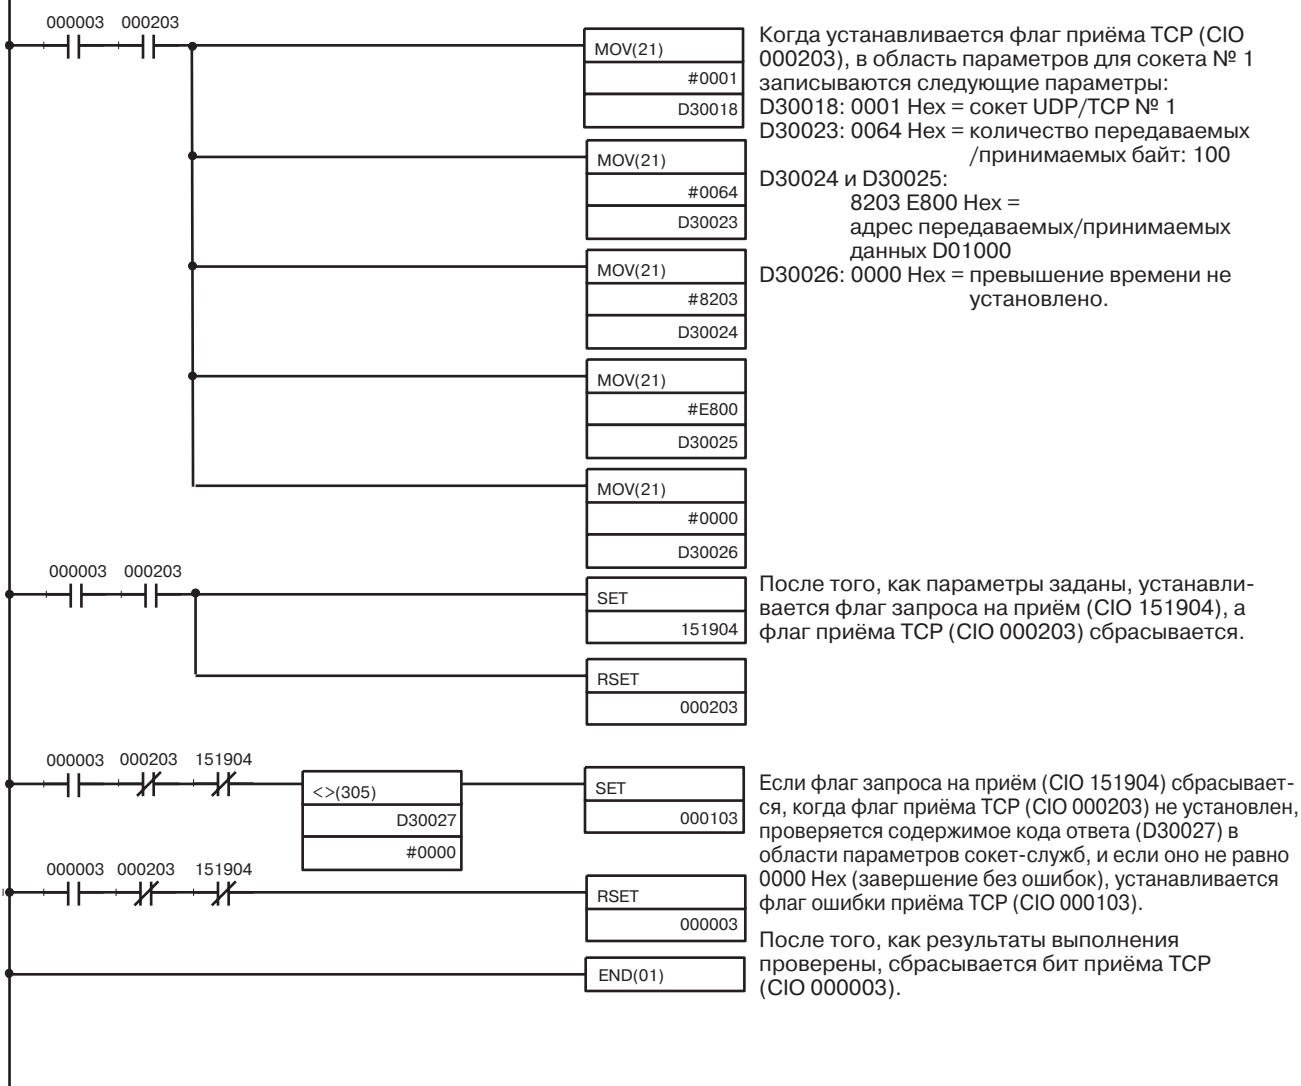 000003 000203
MOV(21)
#0001
D30018
Когда устанавливается флаг приёма TCP (CIO
000203), в область параметров для сокета № 1
записываются следующие параметры:
D30018: 0001 Hex = сокет UDP/TCP № 1
D30023: 0064 Hex = количество передаваемых
/принимаемых байт: 100
D30024 и D30025:
8203 E800 Hex =
адрес передаваемых/принимаемых
данных D01000
D30026: 0000 Hex = превышение времени не
установлено.
MOV(21)
#0064
D30023
MOV(21)
#8203
D30024
MOV(21)
#E800
D30025
MOV(21)
#0000
D30026
000003 000203
SET
151904
После того, как параметры заданы, устанавли-
вается флаг запроса на приём (CIO 151904), а
флаг приёма TCP (CIO 000203) сбрасывается.
RSET
000203
000003 000203 151904
<>(305)
D30027
#0000
SET
000103
Если флаг запроса на приём (CIO 151904) сбрасывает-
ся, когда флаг приёма TCP (CIO 000203) не установлен,
проверяется содержимое кода ответа (D30027) в
области параметров сокет-служб, и если оно не равно
0000 Hex (завершение без ошибок), устанавливается
флаг ошибки приёма TCP (CIO 000103).
000003 000203 151904
RSET
000003
После того, как результаты выполнения
проверены, сбрасывается бит приёма TCP
(CIO 000003).
END(01)